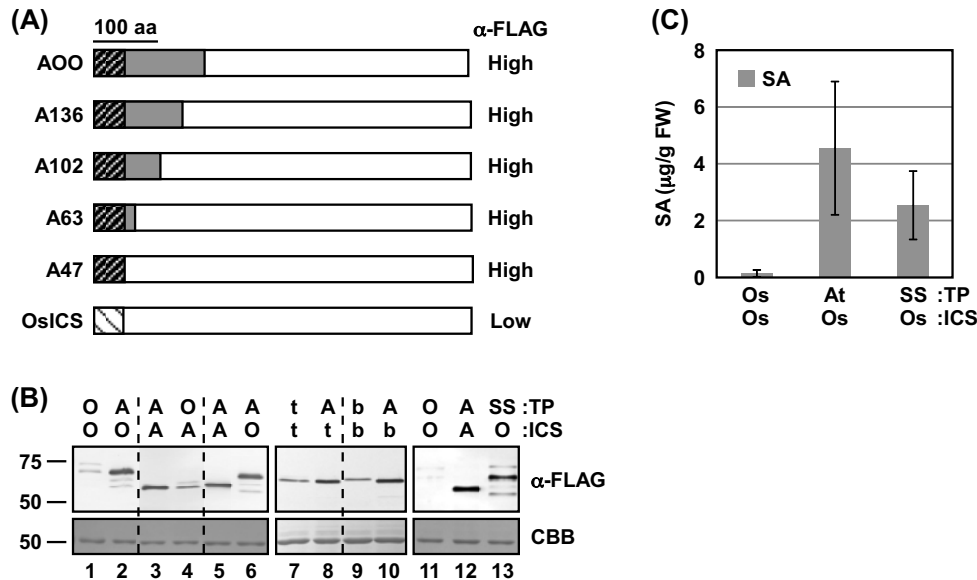 (A)
100 aa
α-FLAG
AOO
High
A136
High
A102
High
A63
High
A47
High
OsICS
Low
(C)
8
6
4
2
0
SA (μg/g FW)
SA
Os At SS :TP
Os Os Os :ICS
(B)
O A A O A A t A b A O A SS :TP
O O A A A O t t b b O A O :ICS
75
50
α-FLAG
50
CBB
1 2 3 4 5 6 7 8 9 10 11 12 13